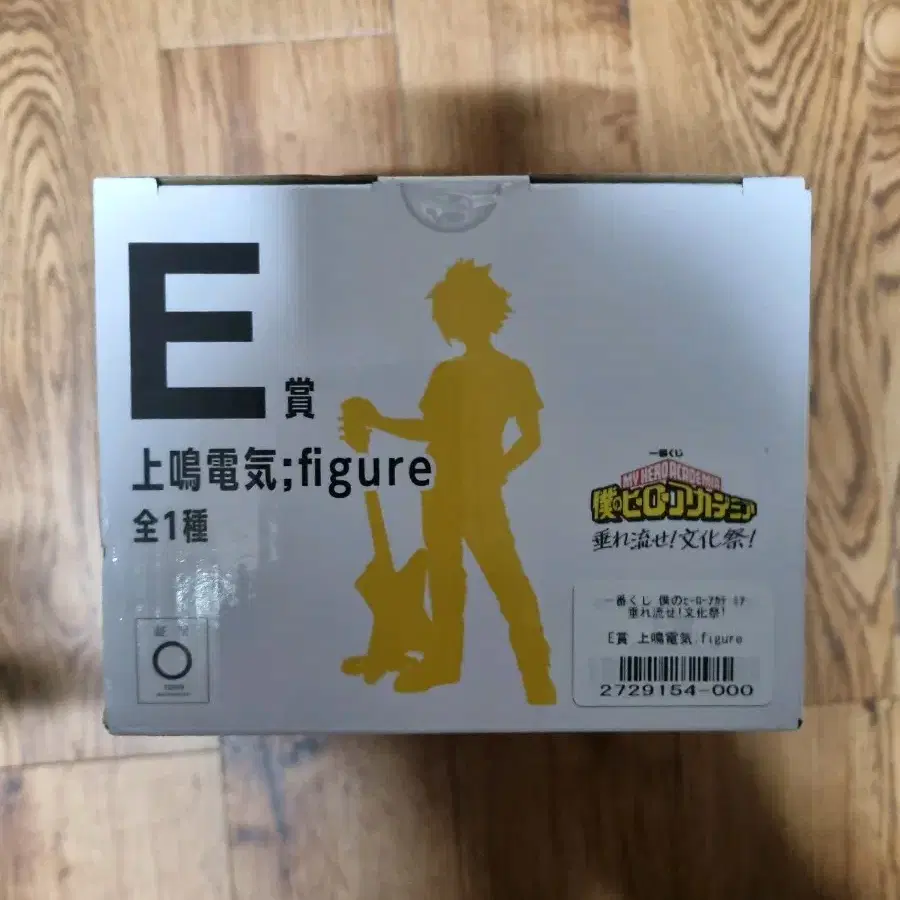 E賞
上鳴電気;figure
全1種
一番くじ
MY HERO ACADEMIA
僕のヒーローアカデミア
垂れ流せ!文化祭!
一番くじ 僕のﾋｰﾛｰｱｶﾃﾞﾐｱ
垂れ流せ!文化祭!
E賞 上鳴電気;figure
2729154-000